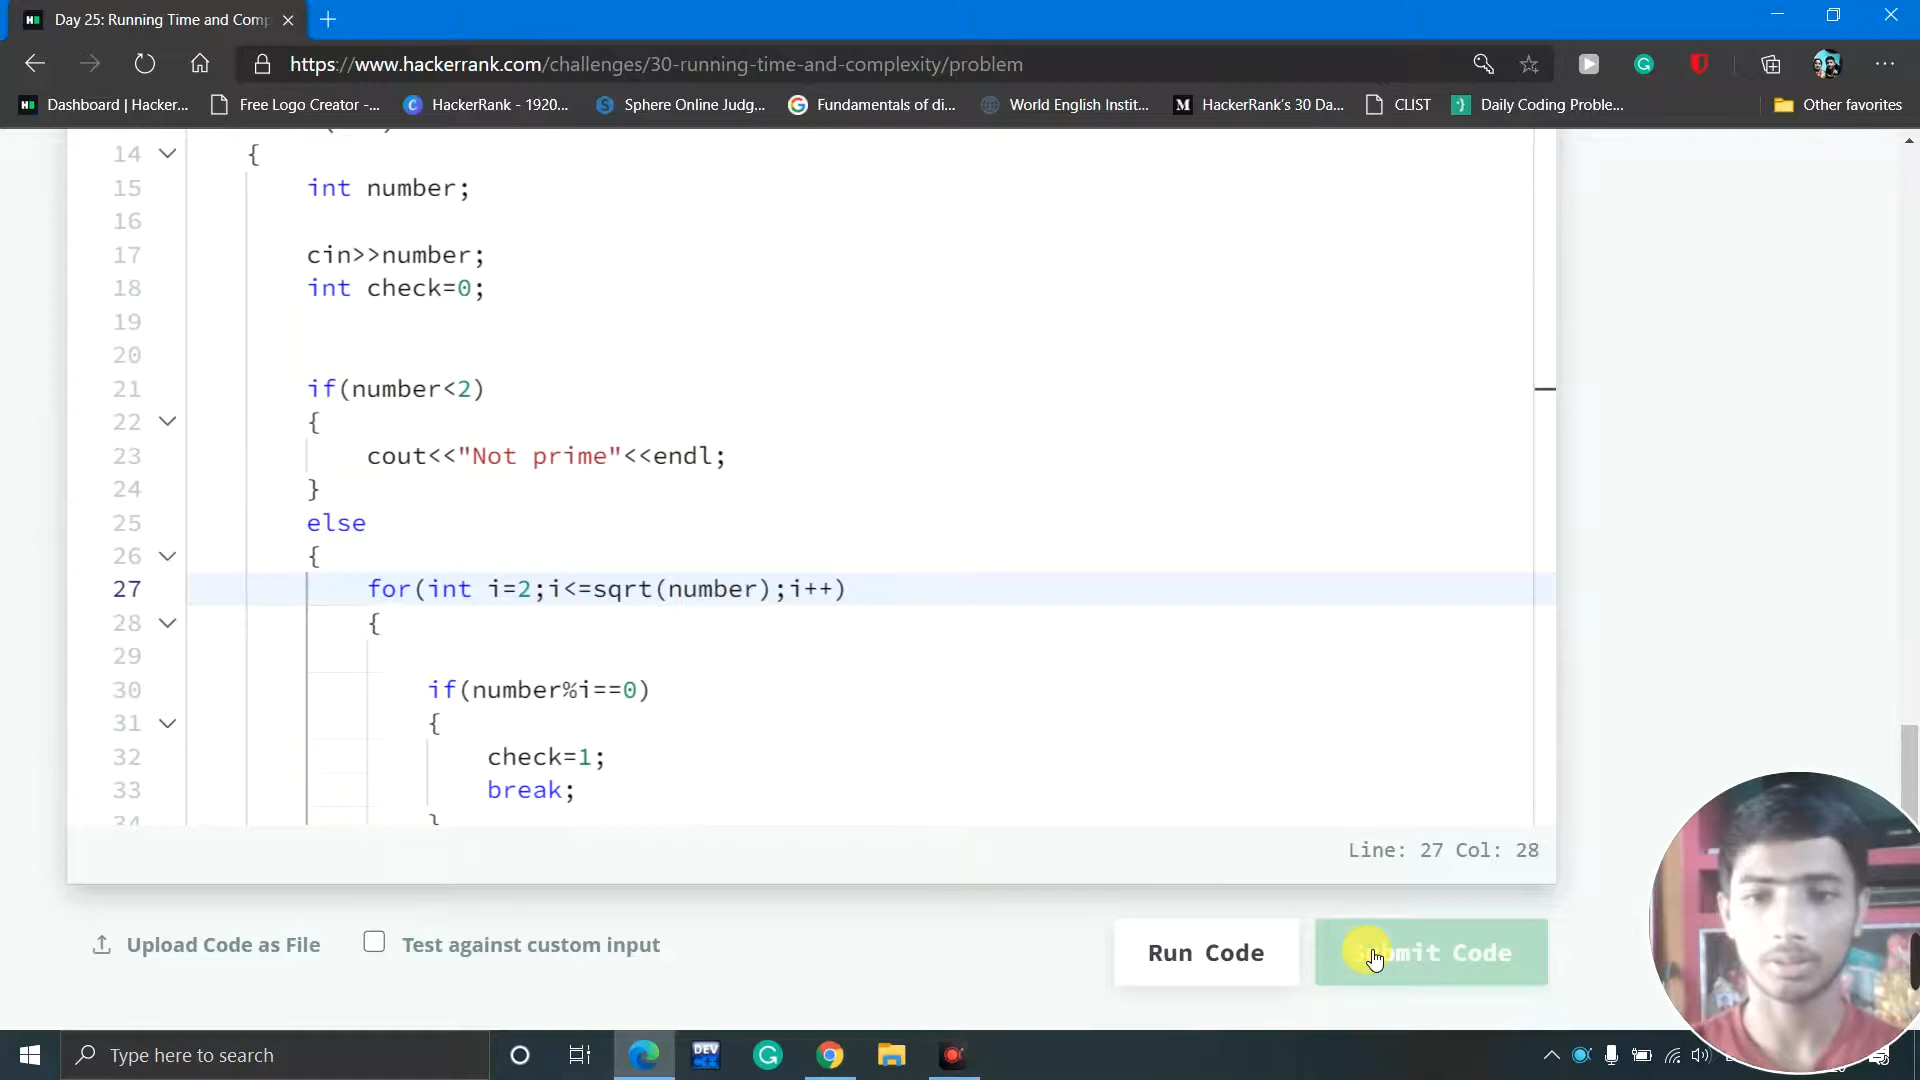 Day 25: Running Time and Comp
https://www.hackerrank.com/challenges/30-running-time-and-complexity/problem
Dashboard | Hacker... Free Logo Creator -... HackerRank - 1920... Sphere Online Judg... Fundamentals of di... World English Instit... HackerRank's 30 Da... CLIST Daily Coding Proble... Other favorites
14 {
15 int number;
16
17 cin>>number;
18 int check=0;
19
20
21 if(number<2)
22 {
23 cout<<"Not prime"<<endl;
24 }
25 else
26 {
27 for(int i=2;i<=sqrt(number);i++)
28 {
29
30 if(number%i==0)
31 {
32 check=1;
33 break;
34 }
Line: 27 Col: 28
Upload Code as File Test against custom input Run Code Submit Code
Type here to search DEV